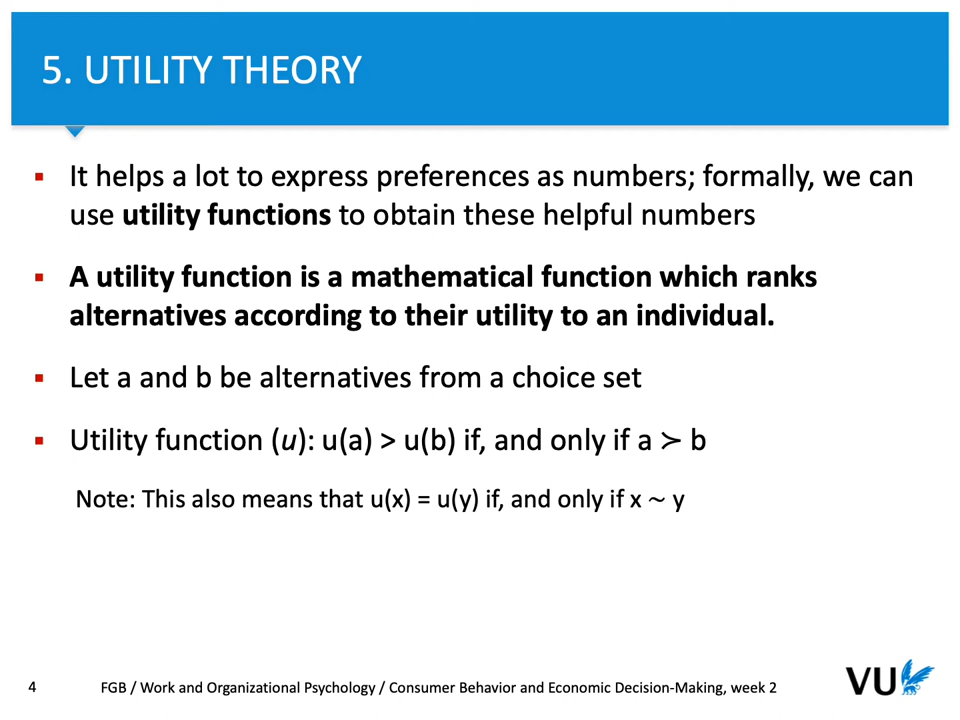 5. UTILITY THEORY
▪ It helps a lot to express preferences as numbers; formally, we can
use utility functions to obtain these helpful numbers
▪ A utility function is a mathematical function which ranks
alternatives according to their utility to an individual.
▪ Let a and b be alternatives from a choice set
▪ Utility function (u): u(a) > u(b) if, and only if a ≻ b
Note: This also means that u(x) = u(y) if, and only if x ∼ y
4 FGB / Work and Organizational Psychology / Consumer Behavior and Economic Decision-Making, week 2
VU